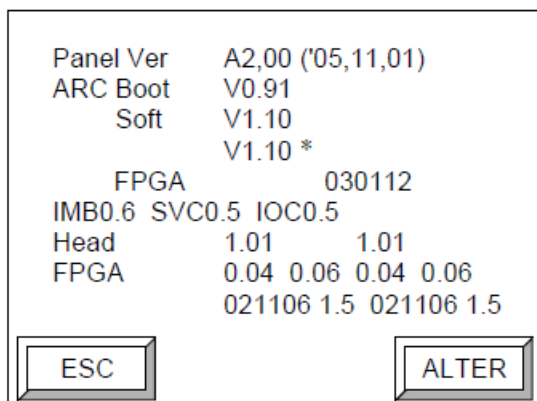 Panel Ver A2,00 ('05,11,01)
ARC Boot V0.91
Soft V1.10
V1.10 *
FPGA 030112
IMB0.6 SVC0.5 IOC0.5
Head 1.01 1.01
FPGA 0.04 0.06 0.04 0.06
021106 1.5 021106 1.5
ESC ALTER